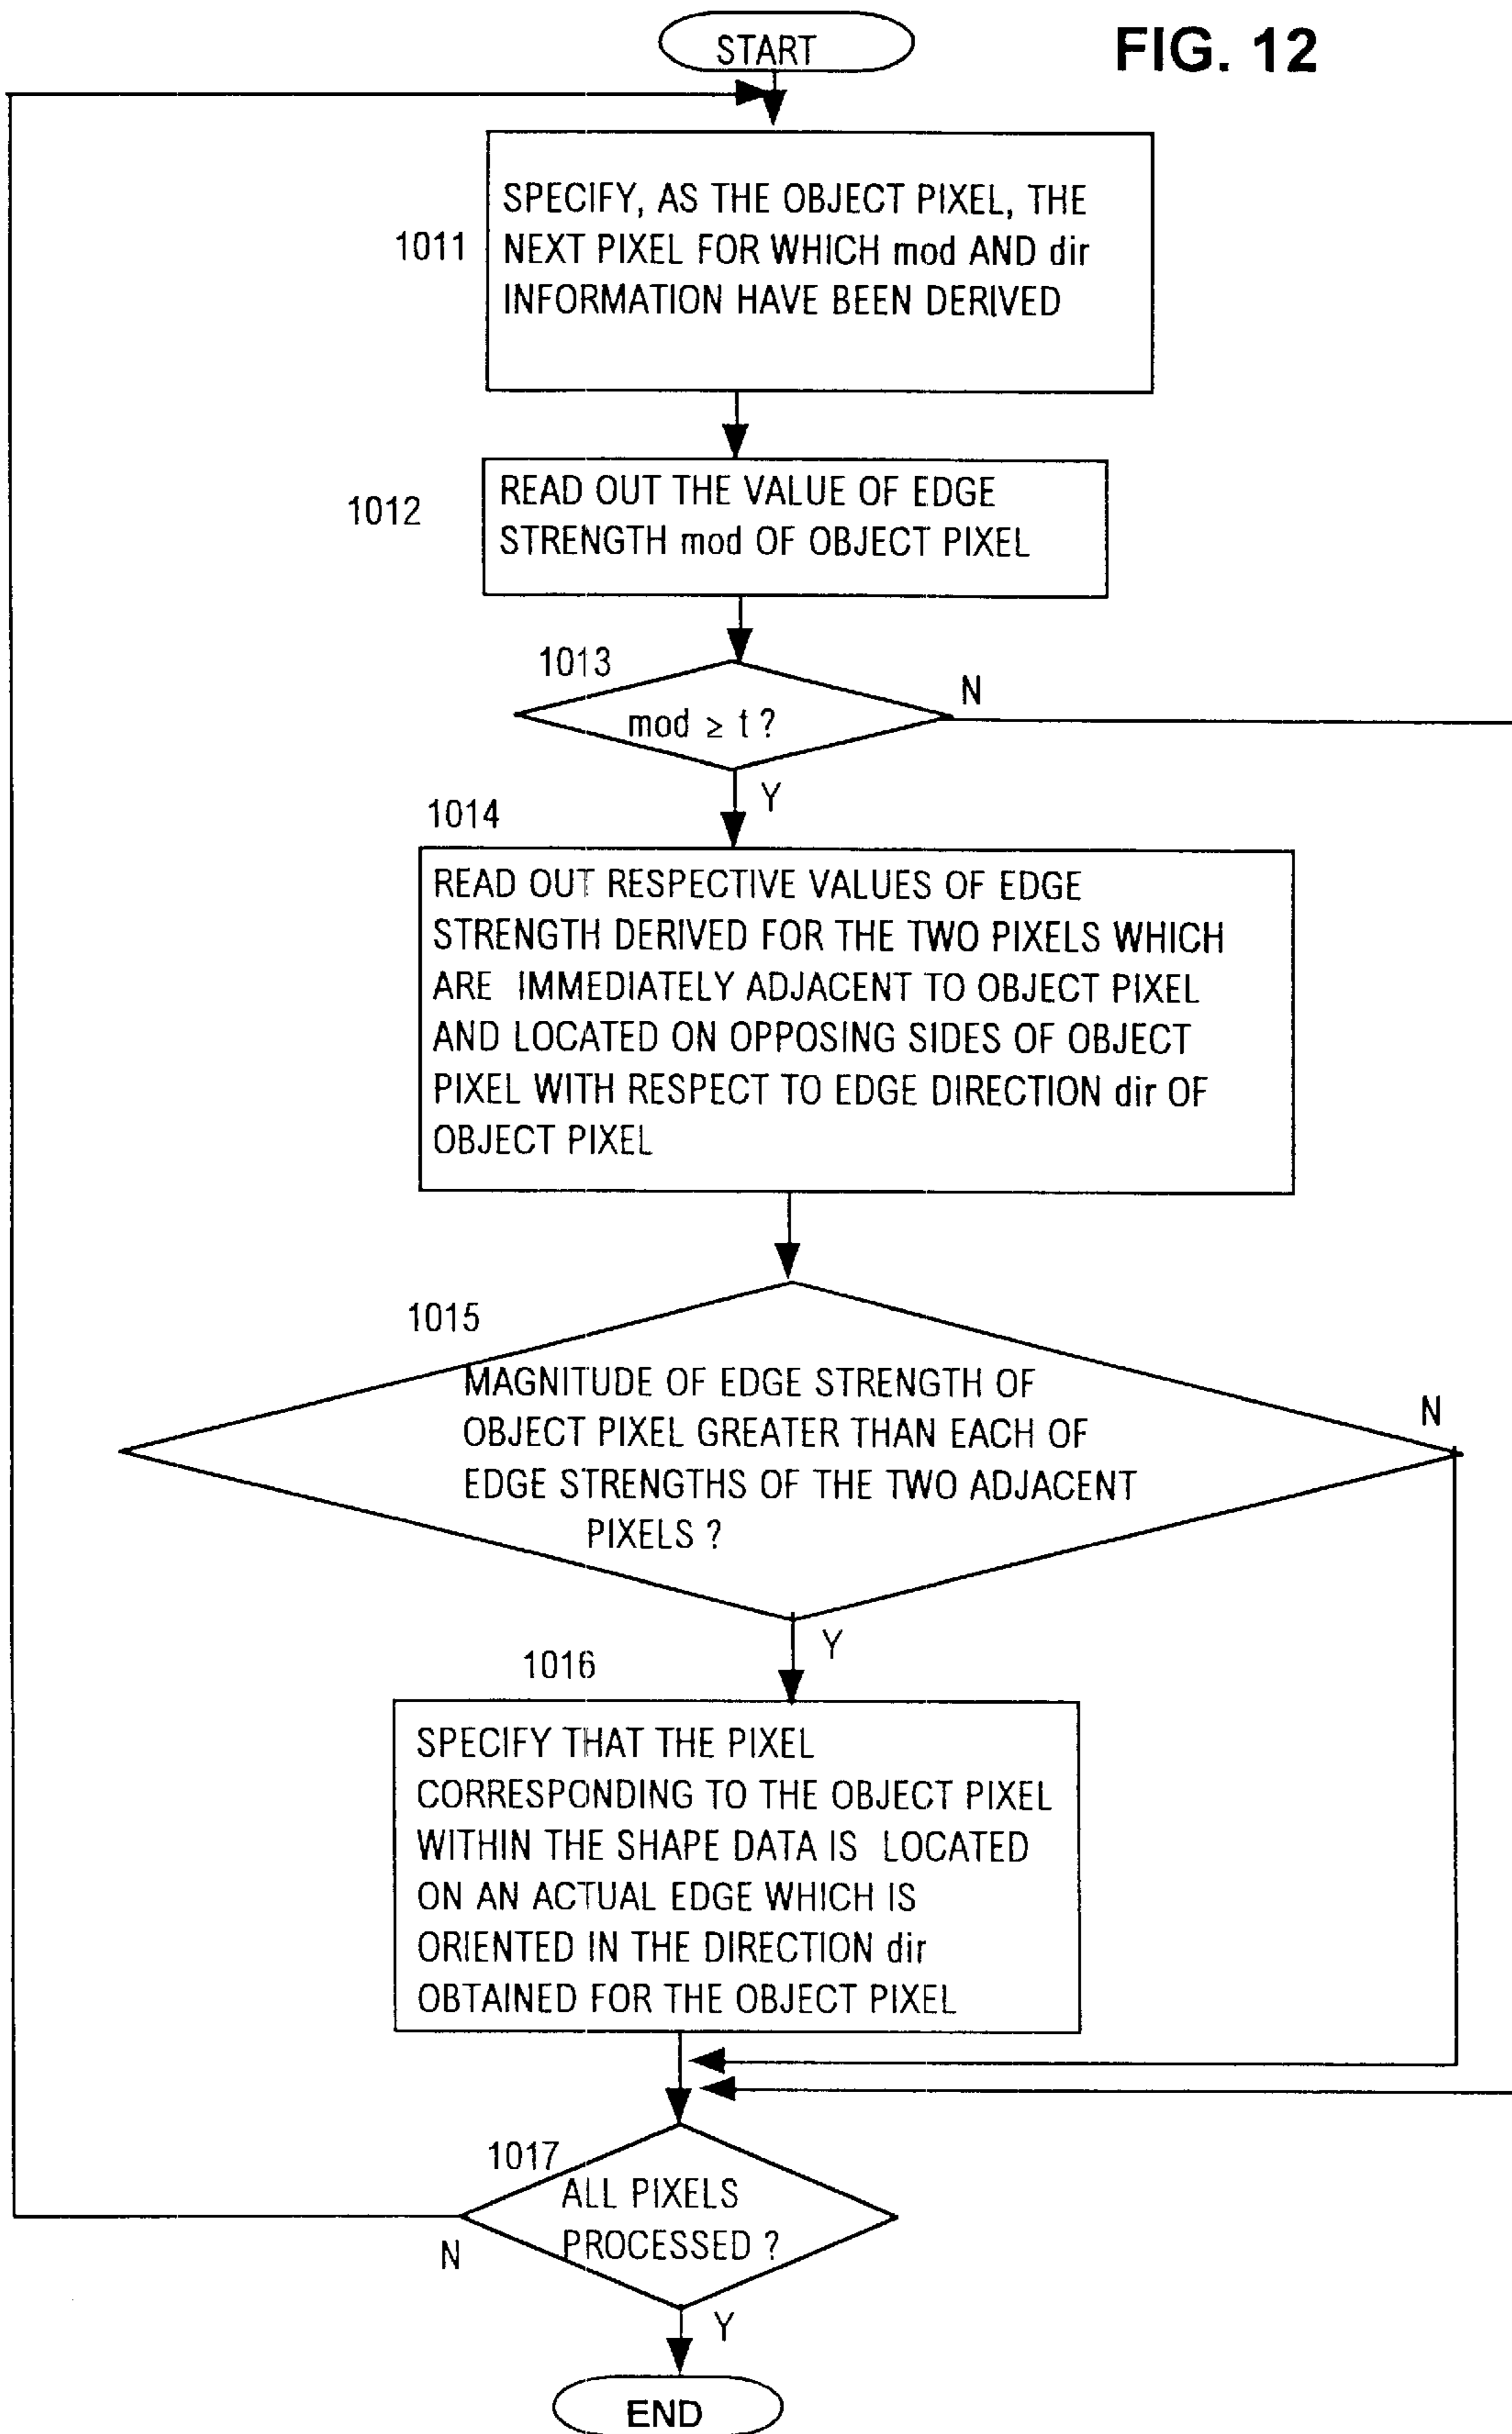 START
FIG. 12
SPECIFY, AS THE OBJECT PIXEL, THE
1011
NEXT PIXEL FOR WHICH mod AND dir
INFORMATION HAVE BEEN DERIVED
1012
READ OUT THE VALUE OF EDGE
STRENGTH mod OF OBJECT PIXEL
1013
N
mod ≥ t ?
Y
1014
READ OUT RESPECTIVE VALUES OF EDGE
STRENGTH DERIVED FOR THE TWO PIXELS WHICH
ARE IMMEDIATELY ADJACENT TO OBJECT PIXEL
AND LOCATED ON OPPOSING SIDES OF OBJECT
PIXEL WITH RESPECT TO EDGE DIRECTION dir OF
OBJECT PIXEL
1015
MAGNITUDE OF EDGE STRENGTH OF
N
OBJECT PIXEL GREATER THAN EACH OF
EDGE STRENGTHS OF THE TWO ADJACENT
PIXELS ?
Y
1016
SPECIFY THAT THE PIXEL
CORRESPONDING TO THE OBJECT PIXEL
WITHIN THE SHAPE DATA IS LOCATED
ON AN ACTUAL EDGE WHICH IS
ORIENTED IN THE DIRECTION dir
OBTAINED FOR THE OBJECT PIXEL
1017
ALL PIXELS
PROCESSED ?
N
Y
END